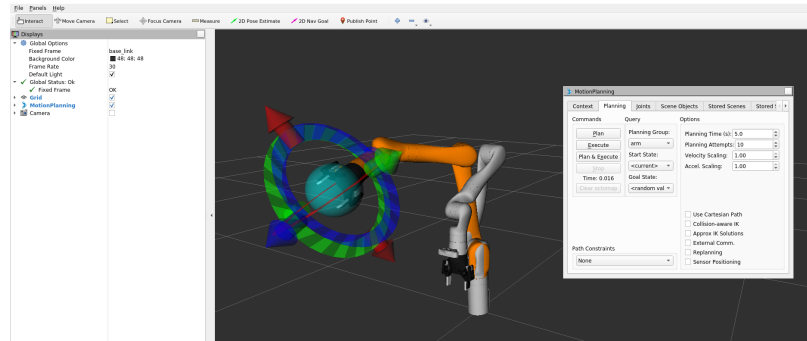 File Panels Help
Interact Move Camera Select Focus Camera Measure 2D Pose Estimate 2D Nav Goal Publish Point
Displays
Global Options
Fixed Frame base_link
Background Color 48; 48; 48
Frame Rate 30
Default Light
Global Status: Ok
Fixed Frame OK
Grid
MotionPlanning
Camera
MotionPlanning
Context Planning Joints Scene Objects Stored Scenes Stored
Commands Query Options
Plan
Execute
Plan & Execute
Stop
Time: 0.016
Clear octomap
Planning Group:
arm
Start State:
<current>
Goal State:
<random val
Planning Time (s): 5.0
Planning Attempts: 10
Velocity Scaling: 1.00
Accel. Scaling: 1.00
Use Cartesian Path
Collision-aware IK
Approx IK Solutions
External Comm.
Replanning
Sensor Positioning
Path Constraints
None